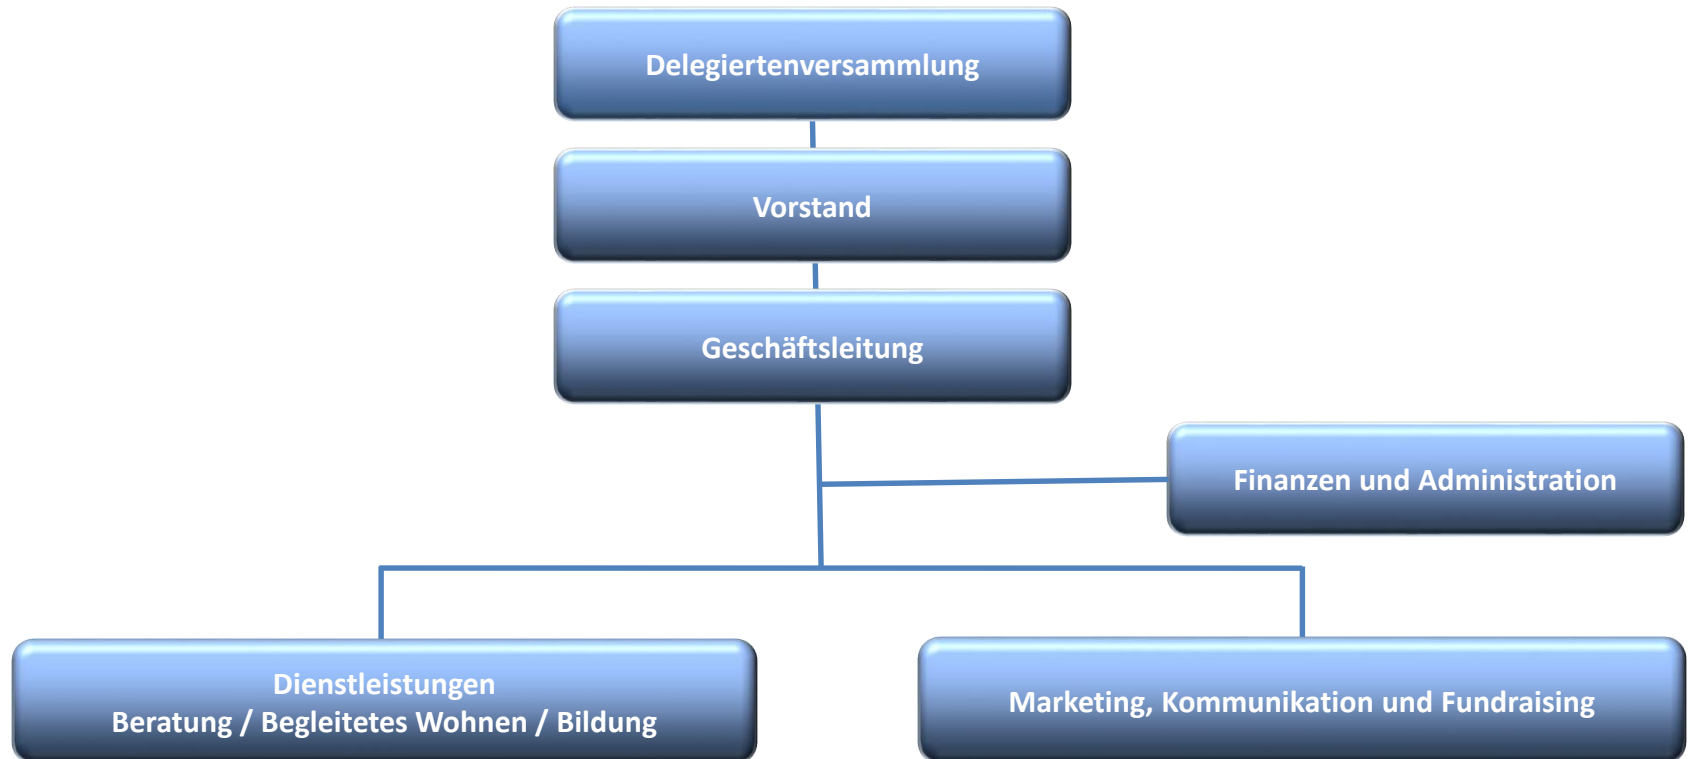 Delegiertenversammlung
Vorstand
Geschäftsleitung
Finanzen und Administration
Dienstleistungen
Beratung / Begleitetes Wohnen / Bildung
Marketing, Kommunikation und Fundraising